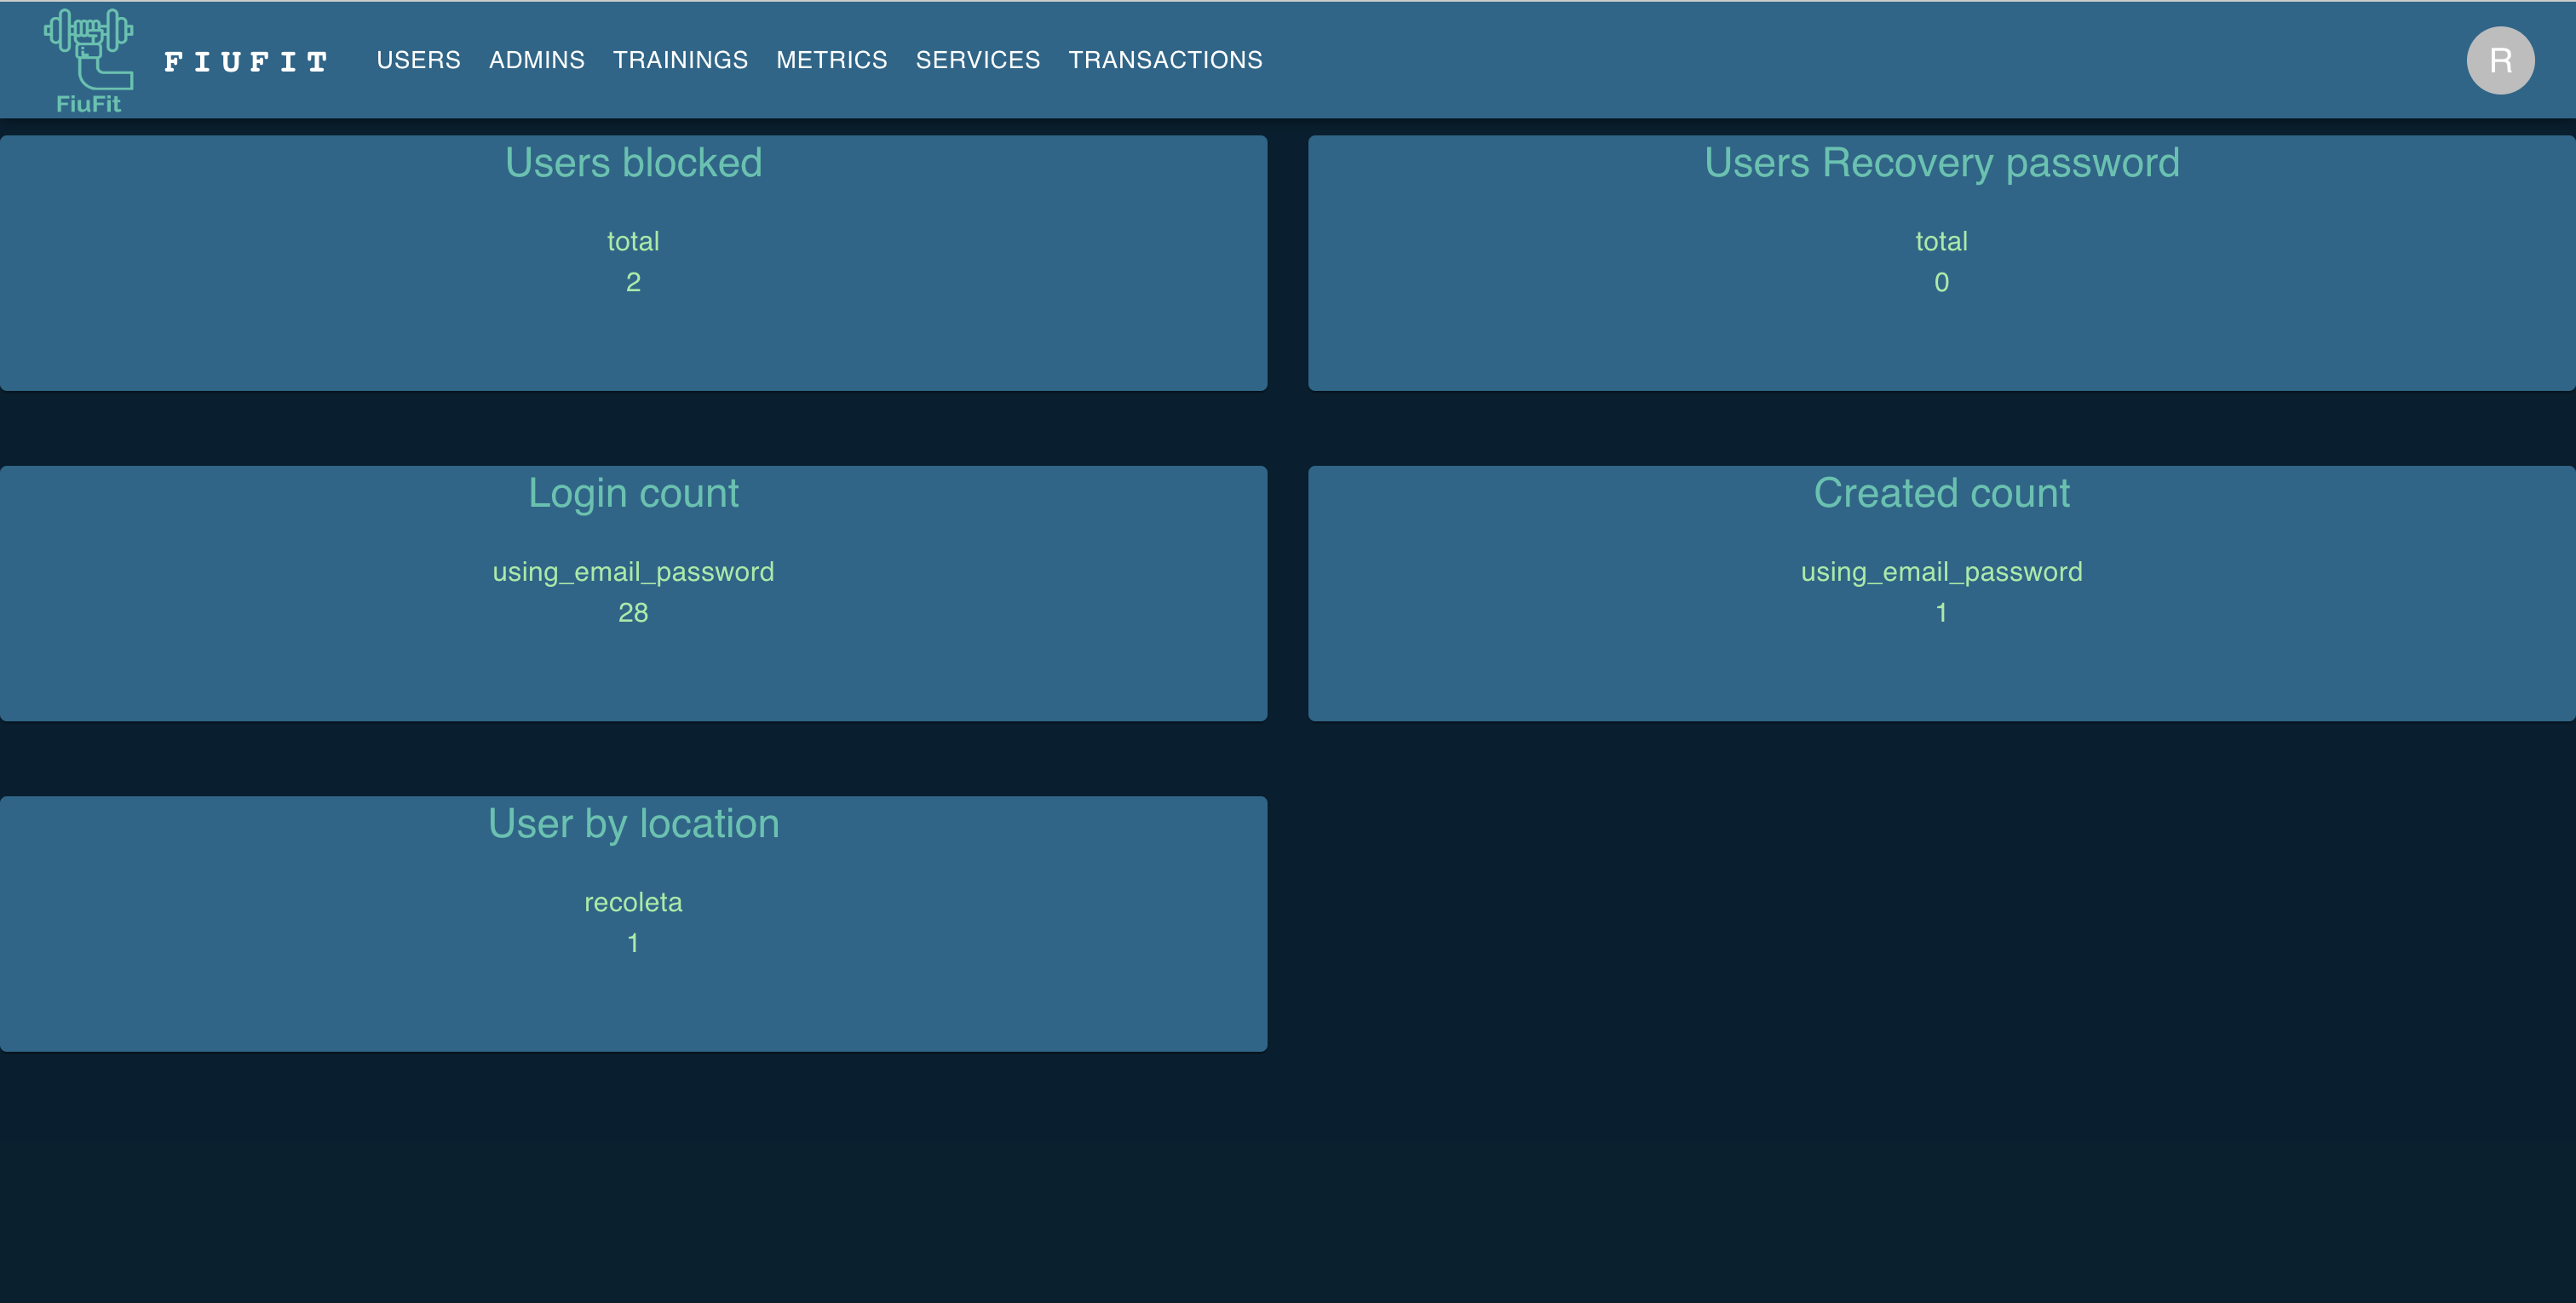 FiuFit
FIUFIT USERS ADMINS TRAININGS METRICS SERVICES TRANSACTIONS R
Users blocked
total
2
Users Recovery password
total
0
Login count
using_email_password
28
Created count
using_email_password
1
User by location
recoleta
1